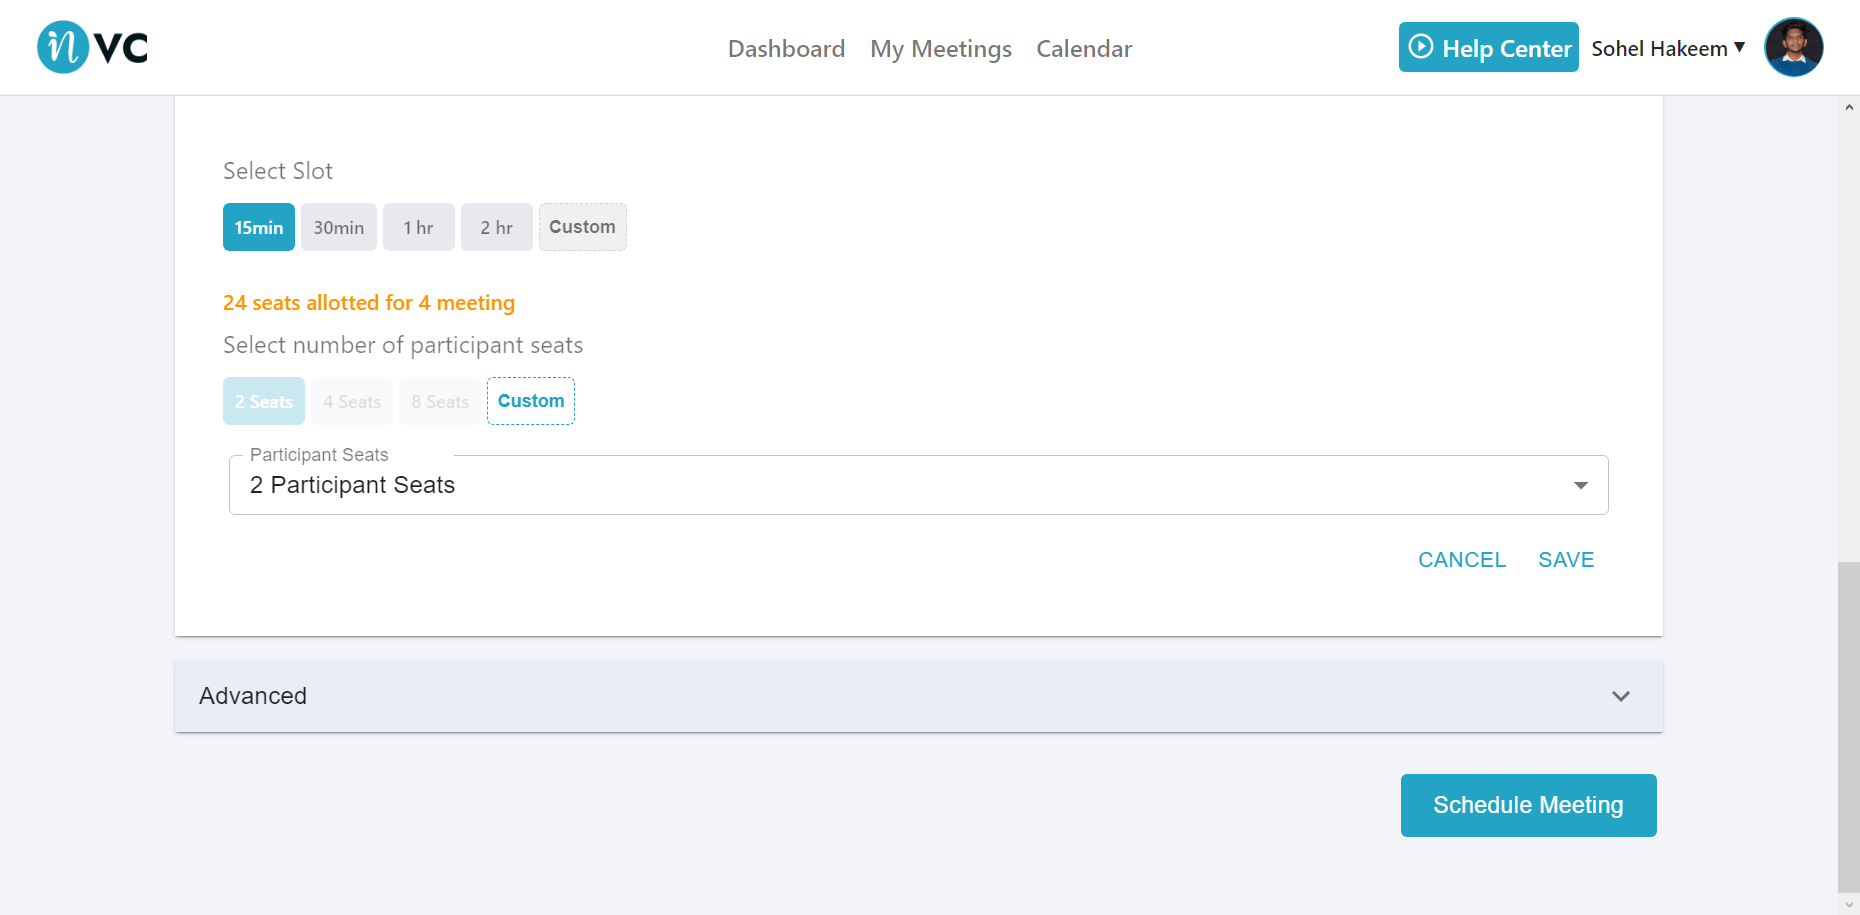 n VC
Dashboard My Meetings Calendar
Help Center Sohel Hakeem
Select Slot
15min 30min 1 hr 2 hr Custom
24 seats allotted for 4 meeting
Select number of participant seats
2 Seats 4 Seats 8 Seats Custom
Participant Seats
2 Participant Seats
CANCEL SAVE
Advanced
Schedule Meeting